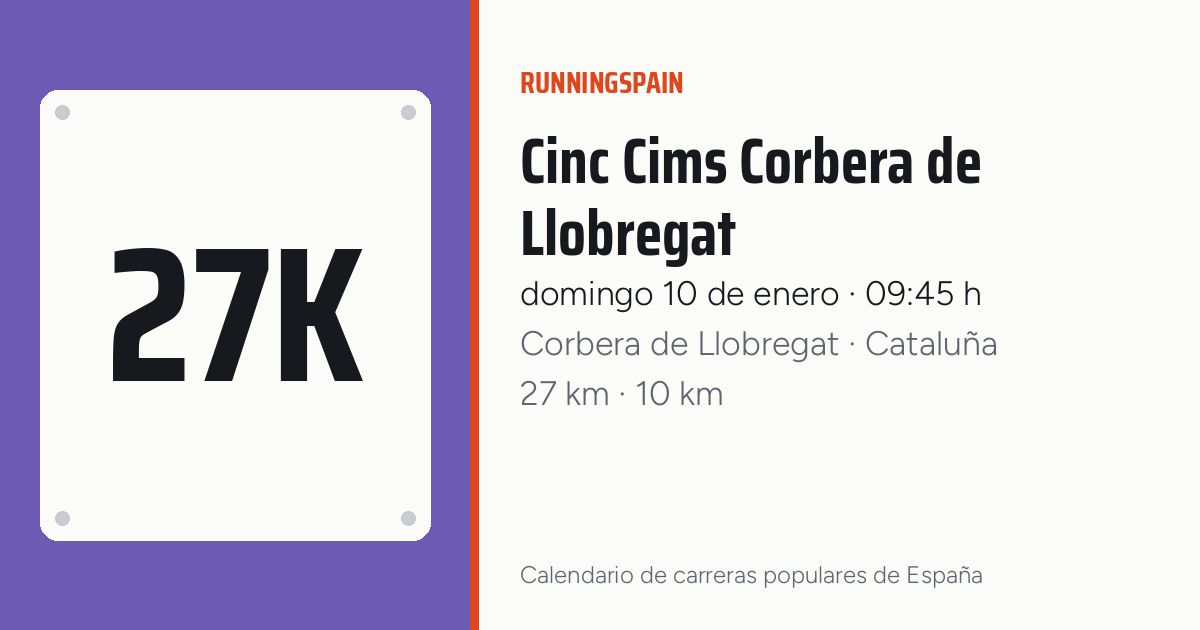 27K
RUNNINGSPAIN
Cinc Cims Corbera de
Llobregat
domingo 10 de enero · 09:45 h
Corbera de Llobregat · Cataluña
27 km · 10 km
Calendario de carreras populares de España